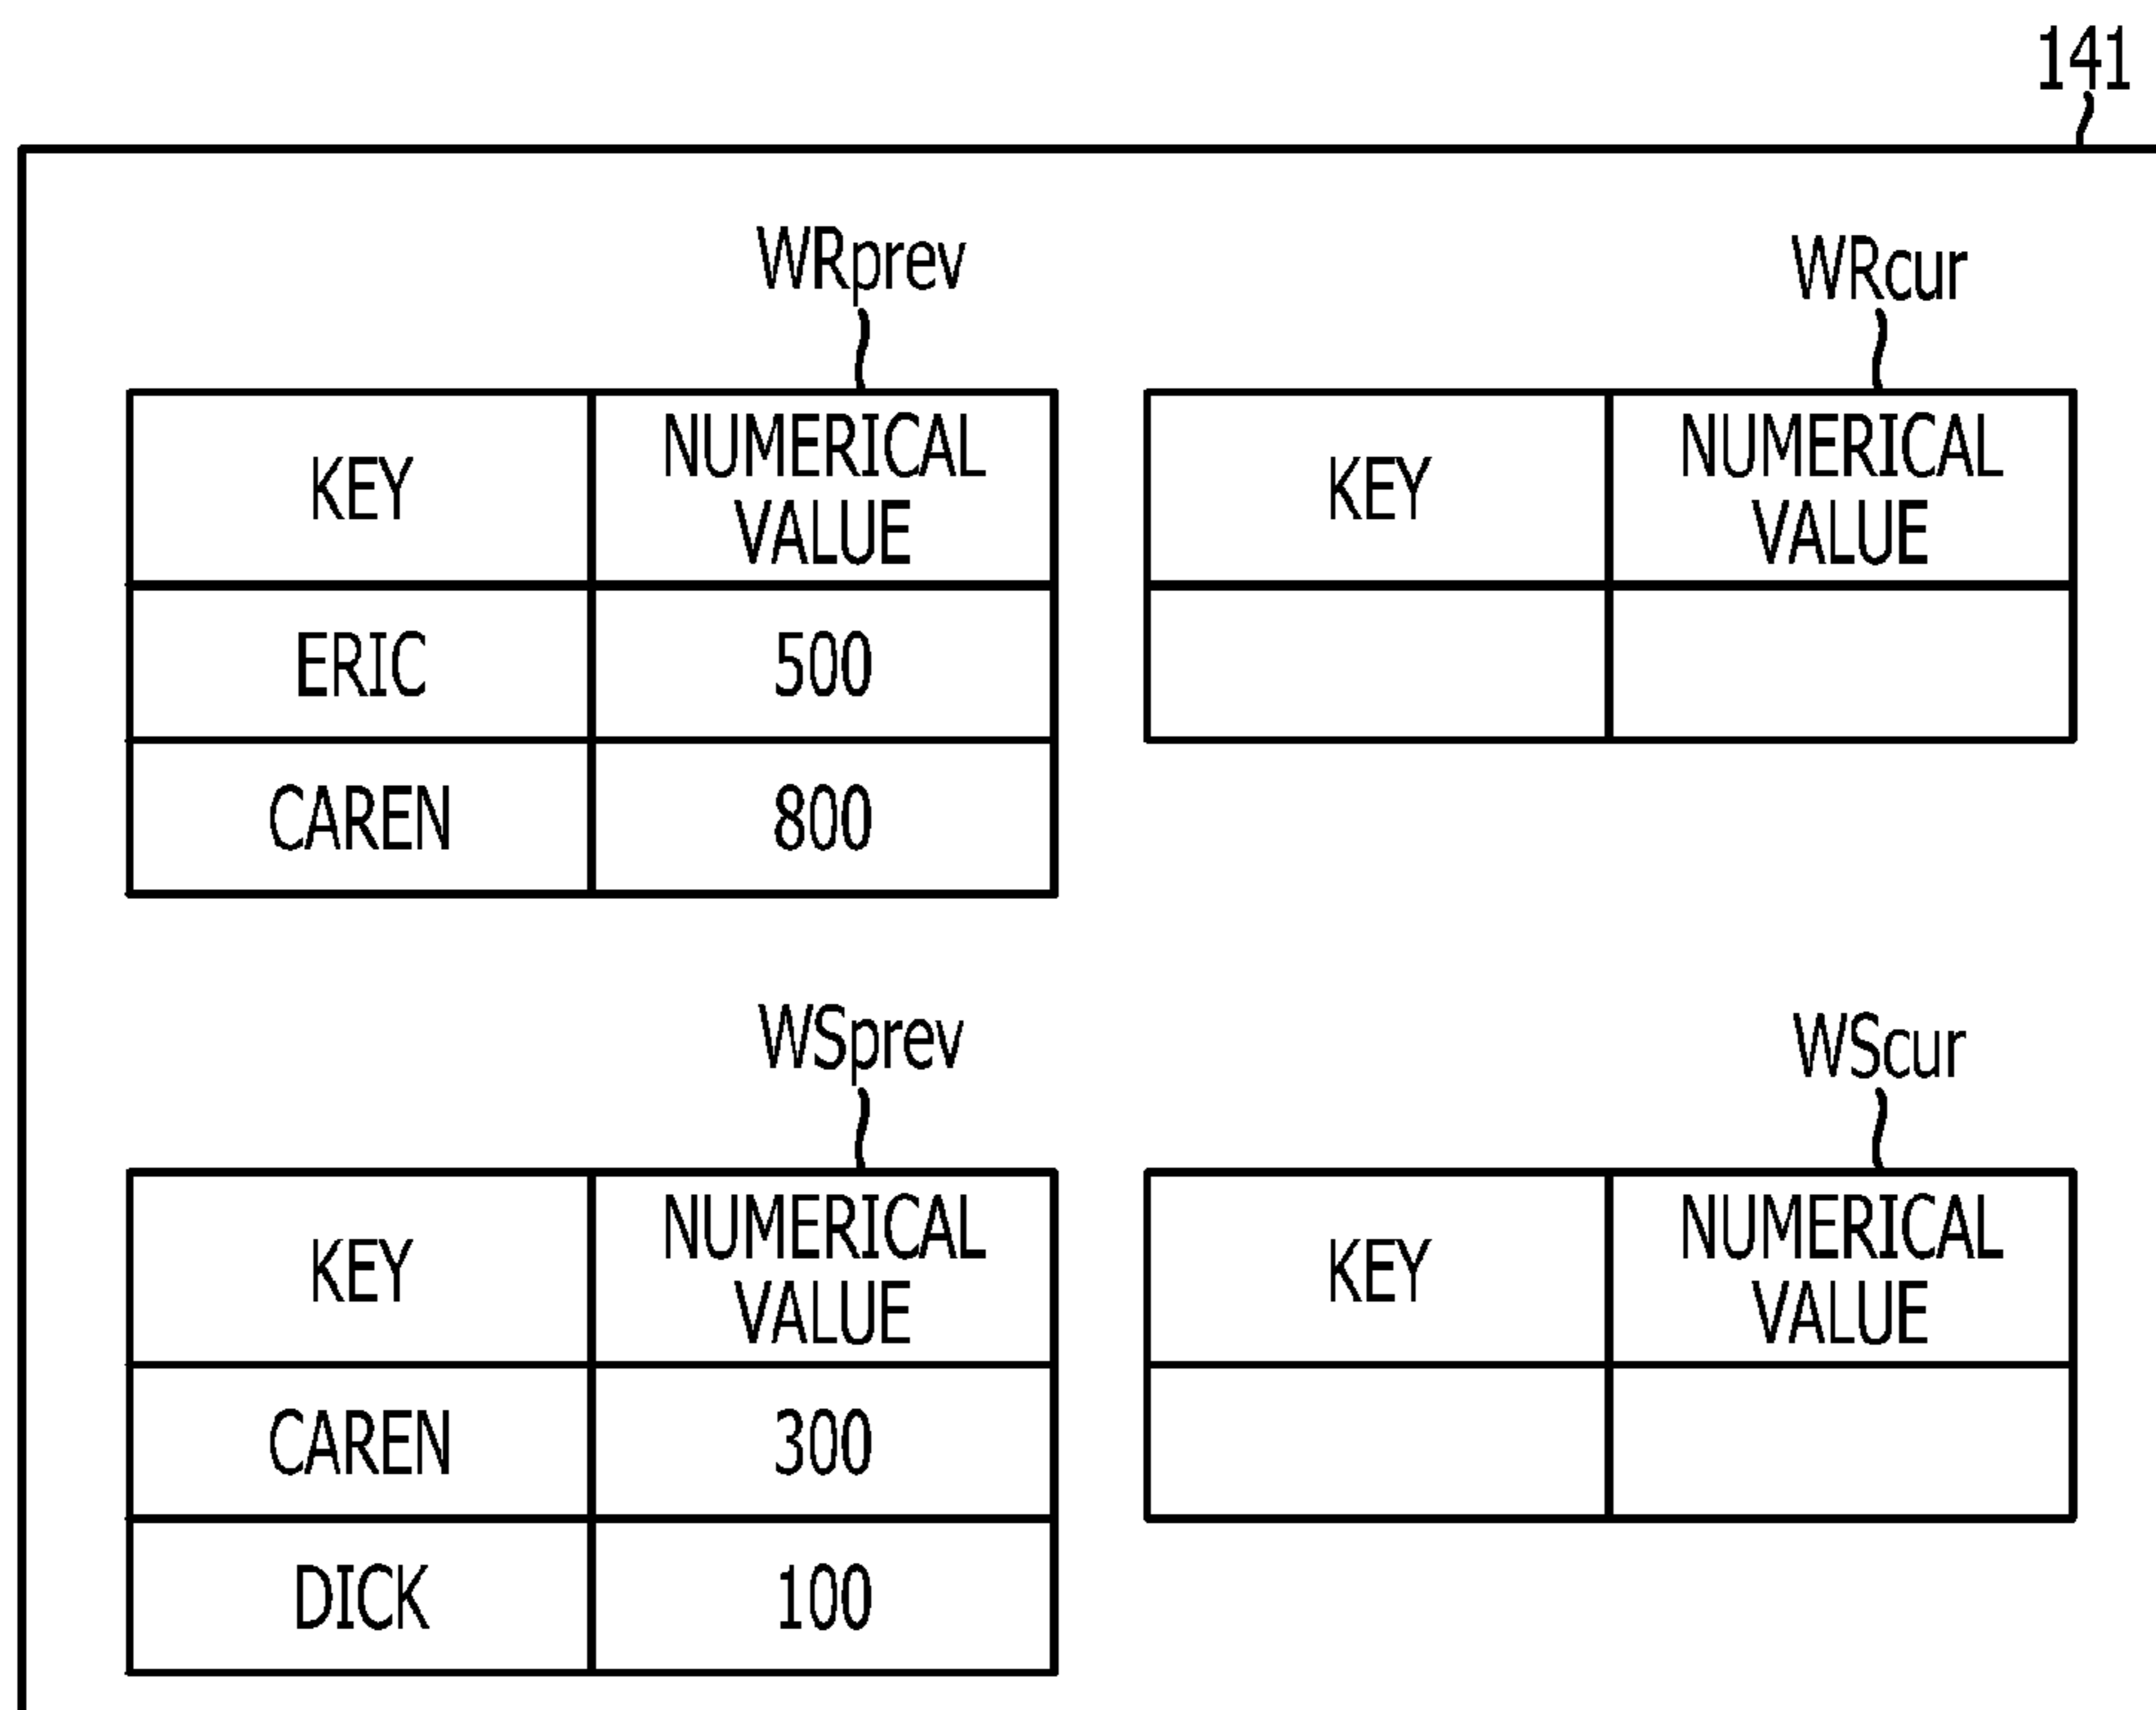 141
WRprev
WRcur
KEY
NUMERICAL
VALUE
KEY
NUMERICAL
VALUE
ERIC
500
CAREN
800
WSprev
WScur
KEY
NUMERICAL
VALUE
KEY
NUMERICAL
VALUE
CAREN
300
DICK
100